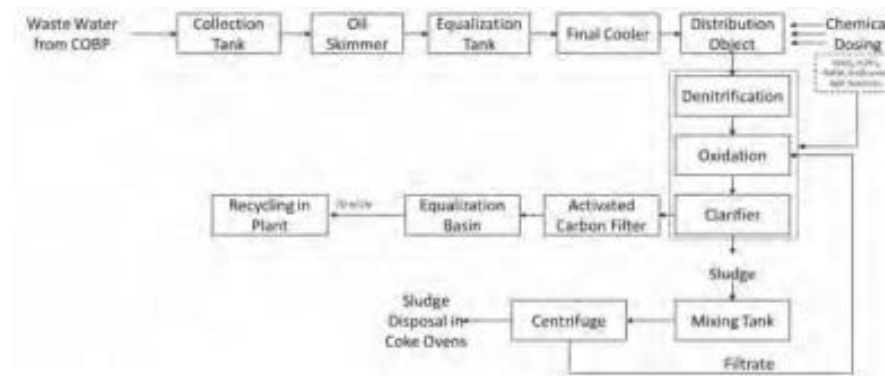 Waste Water
from COBP
Collection
Tank
Oil
Skimmer
Equalization
Tank
Final Cooler
Distribution
Object
Chemical
Dosing
Denitrification
Oxidation
Clarifier
Activated
Carbon Filter
Equalization
Basin
Recycling in
Plant
Sludge
Mixing Tank
Centrifuge
Sludge
Disposal in
Coke Ovens
Filtrate